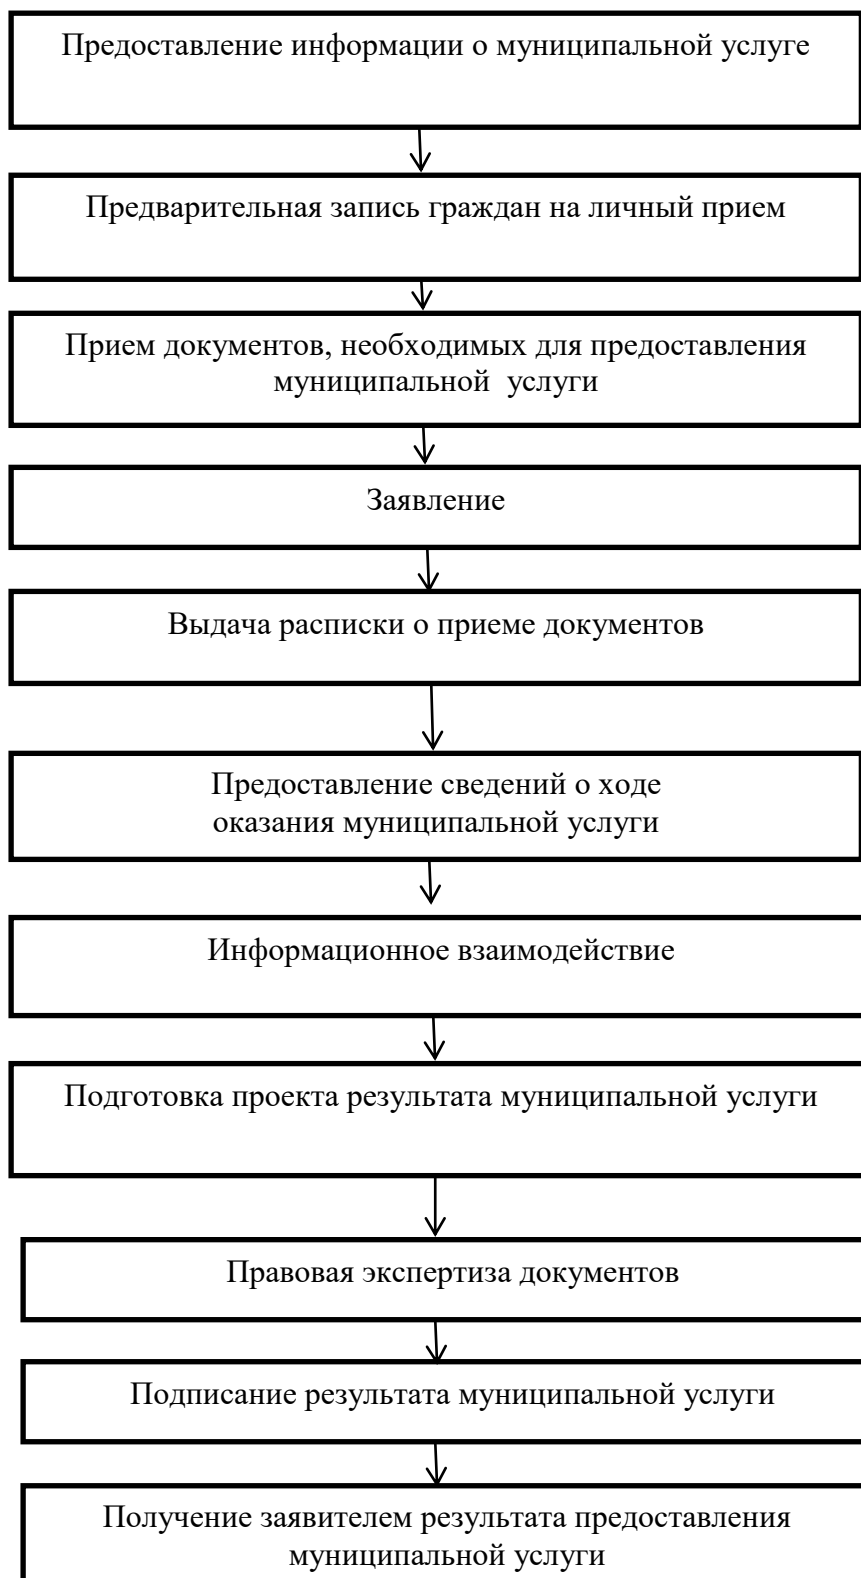 Предоставление информации о муниципальной услуге
Предварительная запись граждан на личный прием
Прием документов, необходимых для предоставления
муниципальной  услуги
Заявление
Выдача расписки о приеме документов
Предоставление сведений о ходе
оказания муниципальной услуги
Информационное взаимодействие
Подготовка проекта результата муниципальной услуги
Правовая экспертиза документов
Подписание результата муниципальной услуги
Получение заявителем результата предоставления
муниципальной услуги